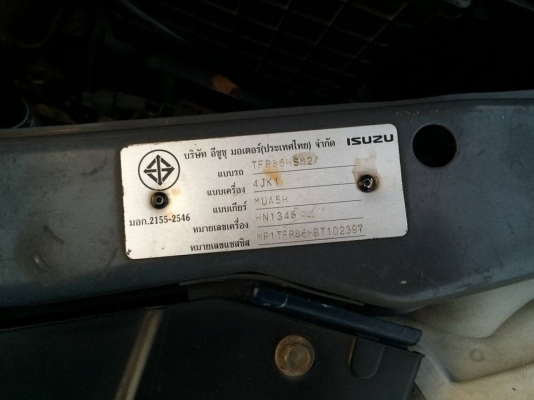 บริษัท อีซูซุ มอเตอร์(ประเทศไทย) จำกัด ISUZU
แบบรถ TFR86HSM27
แบบเครื่อง 4JK1
แบบเกียร์ MUA5H
มอก.2155-2546
หมายเลขเครื่อง HN1346
หมายเลขแชสซิส MP1TFR86HBT102397